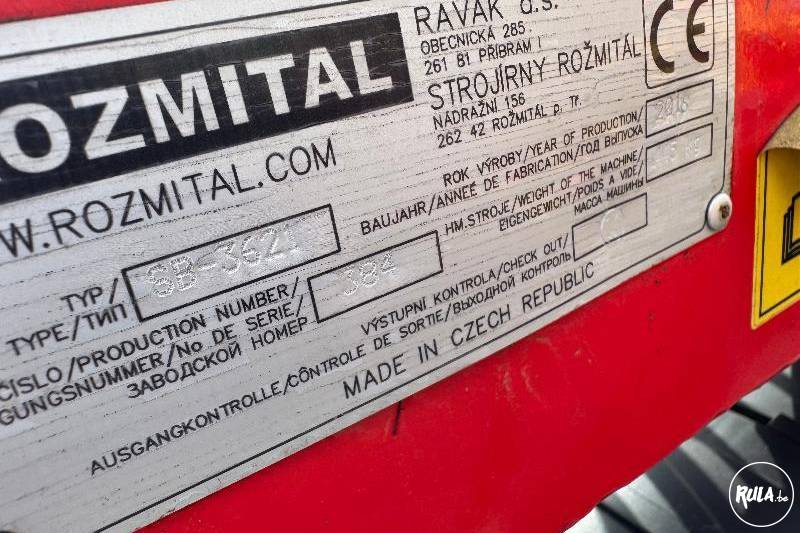 RAVAK a.s.
OBECNICKÁ 285
261 81 PŘÍBRAM I
STROJÍRNY ROŽMITÁL
NÁDRAŽNÍ 156
262 42 ROŽMITÁL p. Tř.
CE
OZMITAL
W.ROZMITAL.COM
ROK VÝROBY/YEAR OF PRODUCTION/
BAUJAHR/ANNEÉ DE FABRICATION/ГОД ВЫПУСКА
HM.STROJE/WEIGHT OF THE MACHINE/
EIGENGEWICHT/POIDS A VIDE/
МАССА МАШИНЫ
TYP/
TYPE/ТИП
SB-3621
ČÍSLO/PRODUCTION NUMBER/
GUNGSNUMMER/No DE SERIE/
ЗАВОДСКОЙ НОМЕР
384
VÝSTUPNÍ KONTROLA/CHECK OUT/
AUSGANGKONTROLLE/CÔNTROLE DE SORTIE/ВЫХОДНОЙ КОНТРОЛЬ
MADE IN CZECH REPUBLIC
RULA.be